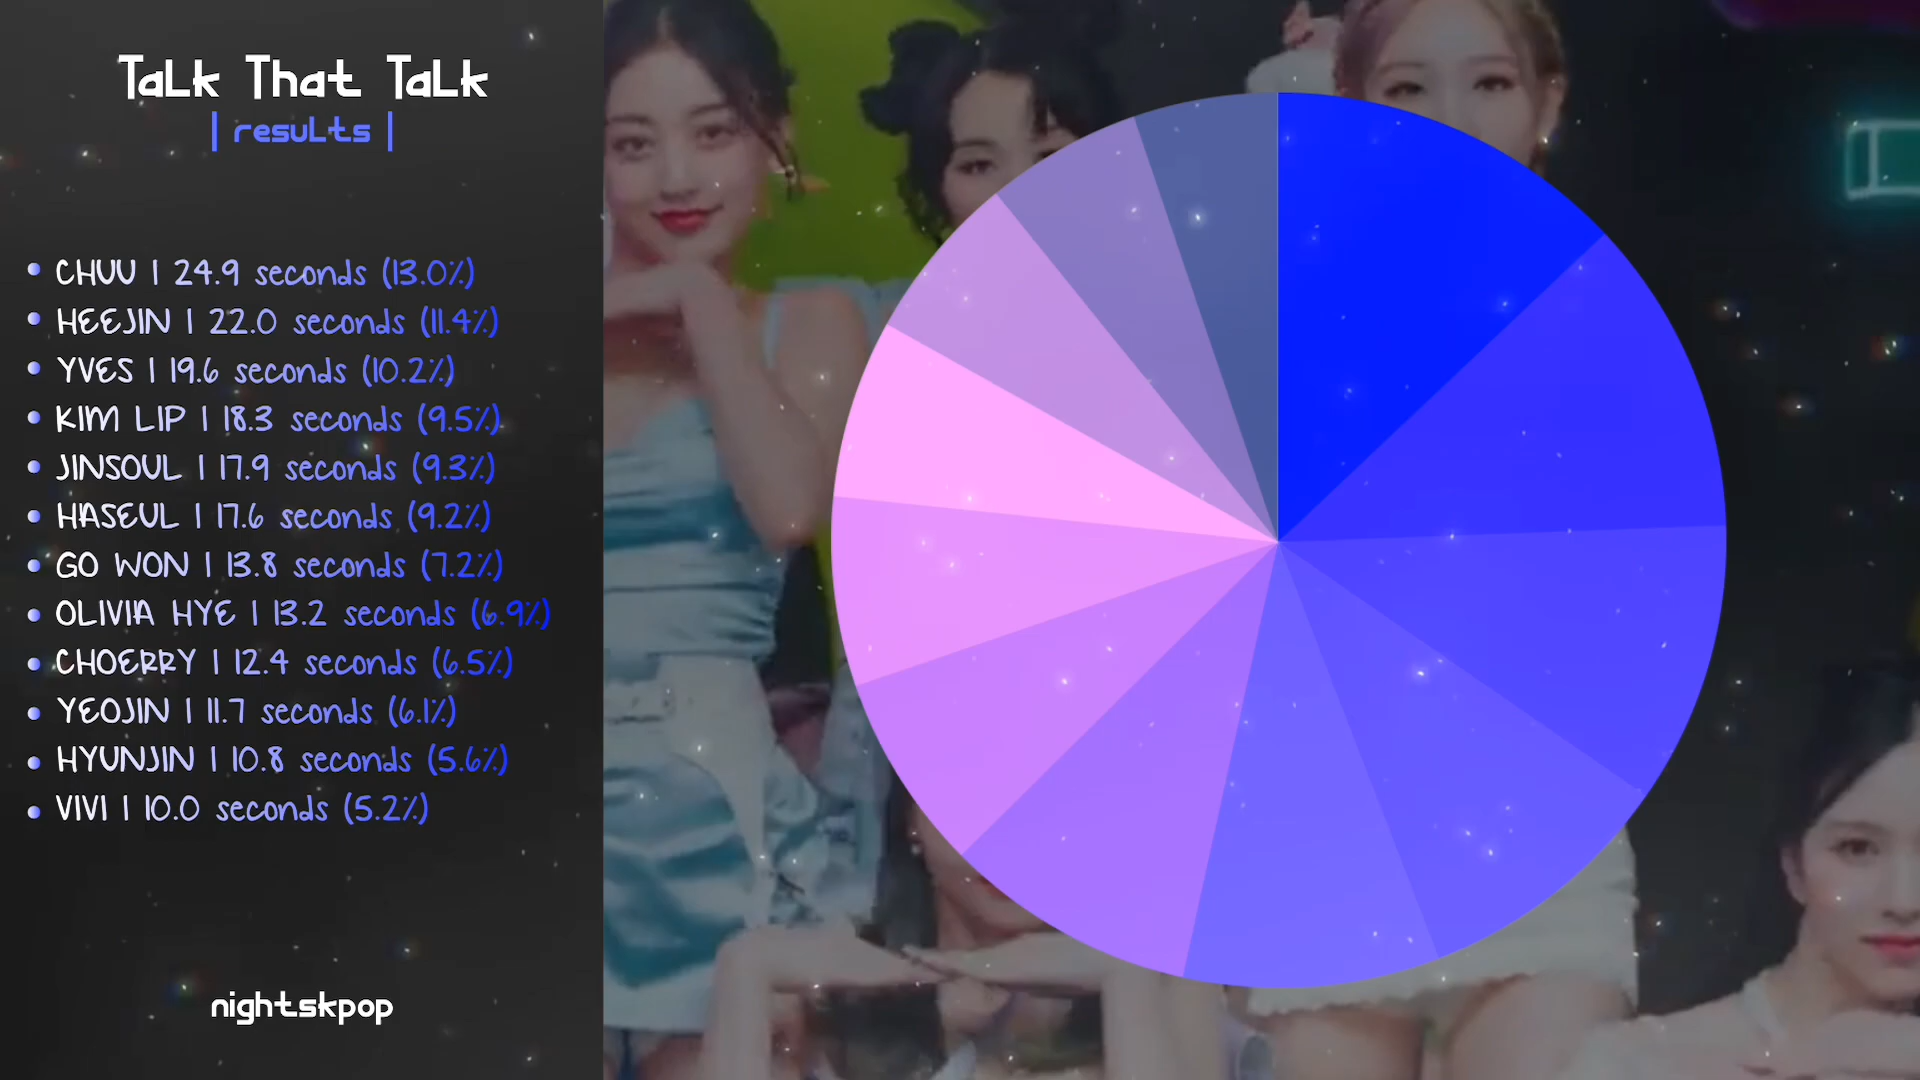 TaLk That TaLk
| resuLts |
• CHUU | 24.9 seconds (13.0%)
• HEEJIN | 22.0 seconds (11.4%)
• YVES | 19.6 seconds (10.2%)
• KIM LIP | 18.3 seconds (9.5%)
• JINSOUL | 17.9 seconds (9.3%)
• HASEUL | 17.6 seconds (9.2%)
• GO WON | 13.8 seconds (7.2%)
• OLIVIA HYE | 13.2 seconds (6.9%)
• CHOERRY | 12.4 seconds (6.5%)
• YEOJIN | 11.7 seconds (6.1%)
• HYUNJIN | 10.8 seconds (5.6%)
• VIVI | 10.0 seconds (5.2%)
nightskpop